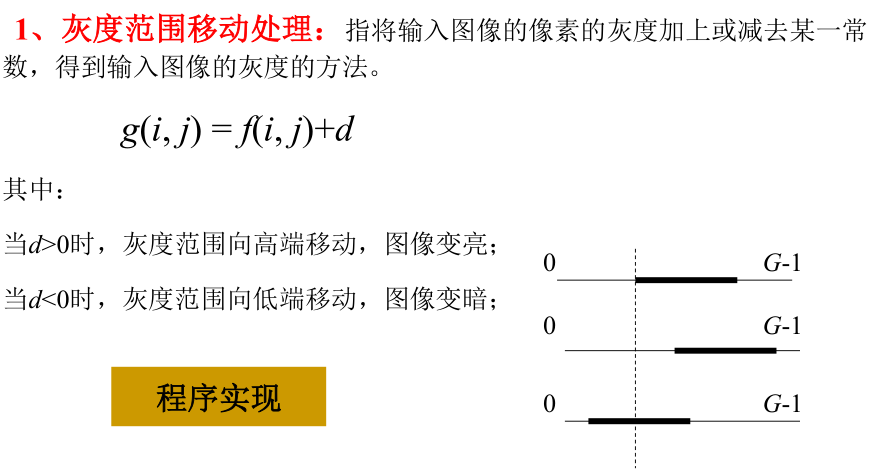 1、灰度范围移动处理：指将输入图像的像素的灰度加上或减去某一常
数，得到输入图像的灰度的方法。
g(i, j) = f(i, j)+d
其中：
当d>0时，灰度范围向高端移动，图像变亮；
当d<0时，灰度范围向低端移动，图像变暗；
0 G-1
0 G-1
0 G-1
程序实现